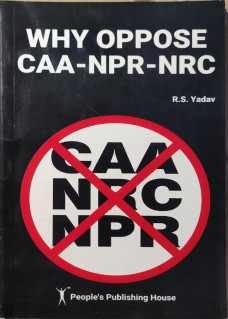 WHY OPPOSE
CAA-NPR-NRC
R.S. Yadav
CAA
NRC
NPR
People's Publishing House